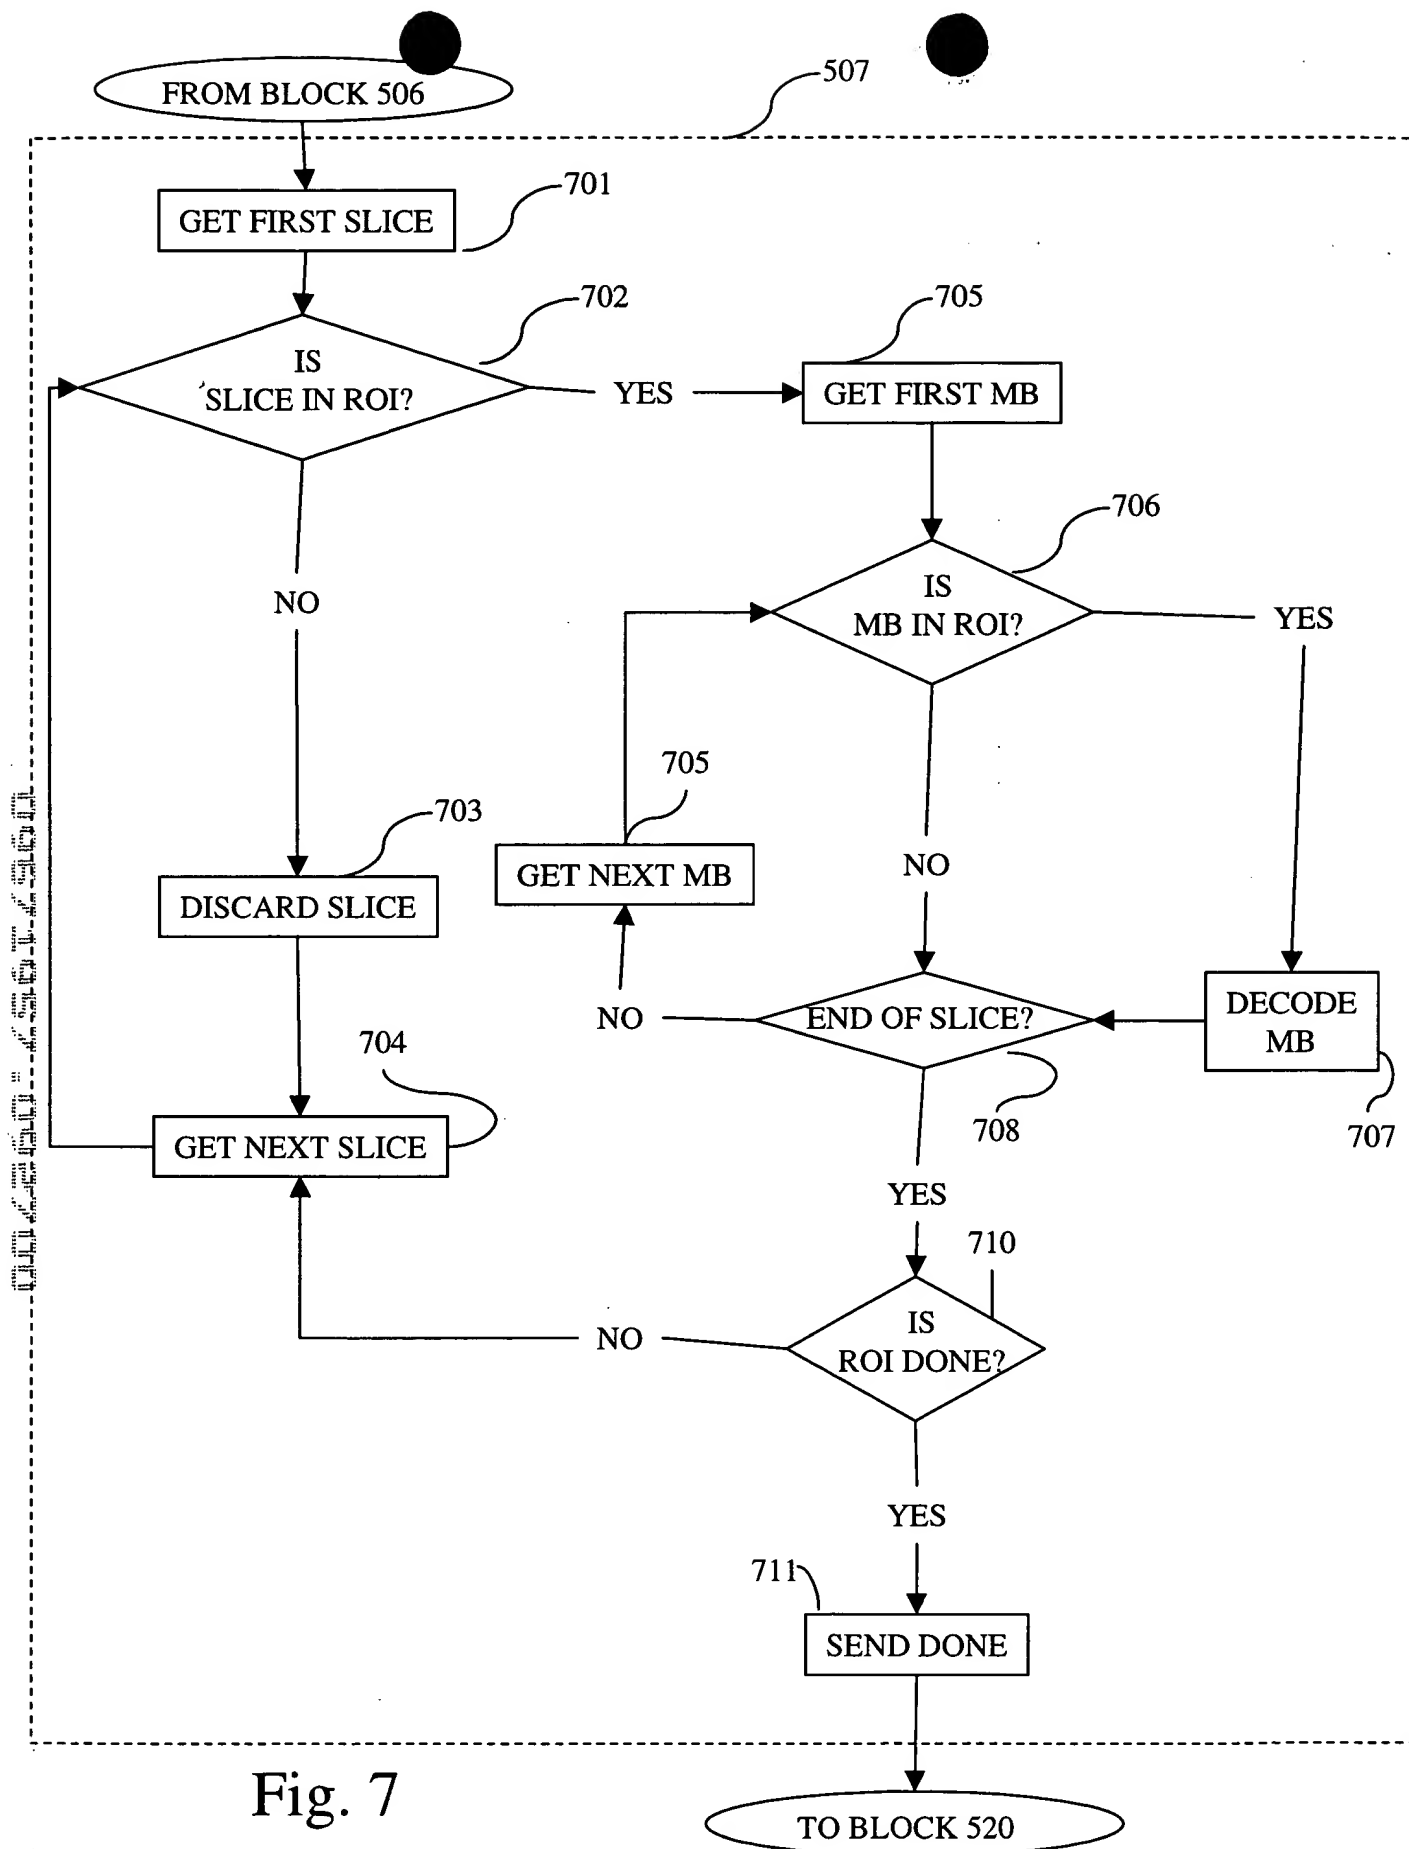 FROM BLOCK 506
507
701
GET FIRST SLICE
702
705
IS
SLICE IN ROI?
YES
GET FIRST MB
706
IS
MB IN ROI?
YES
NO
705
703
NO
GET NEXT MB
DISCARD SLICE
DECODE
MB
NO
END OF SLICE?
704
708
707
GET NEXT SLICE
YES
710
IS
ROI DONE?
NO
YES
711
SEND DONE
Fig. 7
TO BLOCK 520